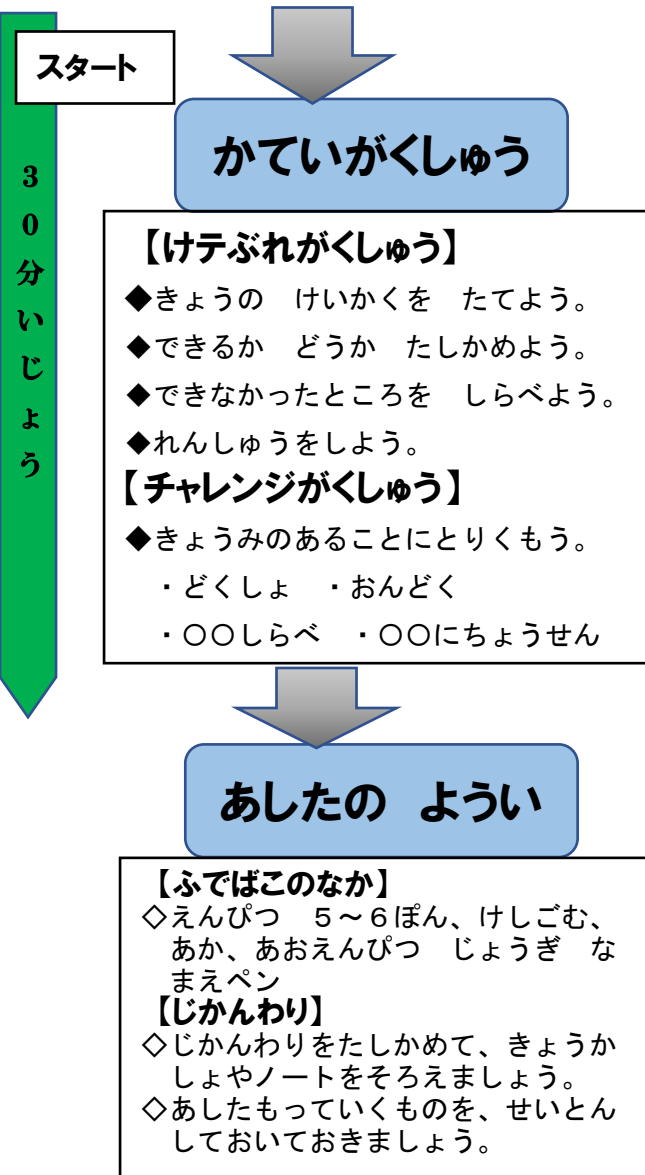 スタート
30分いじょう
かていがくしゅう
【けテぶれがくしゅう】
◆きょうの　けいかくを　たてよう。
◆できるか　どうか　たしかめよう。
◆できなかったところを　しらべよう。
◆れんしゅうをしよう。
【チャレンジがくしゅう】
◆きょうみのあることにとりくもう。
・どくしょ　・おんどく
・〇〇しらべ　・〇〇にちょうせん
あしたの　ようい
【ふでばこのなか】
◇えんぴつ　５～６ぽん、けしごむ、
あか、あおえんぴつ　じょうぎ　な
まえペン
【じかんわり】
◇じかんわりをたしかめて、きょうか
しょやノートをそろえましょう。
◇あしたもっていくものを、せいとん
しておいておきましょう。